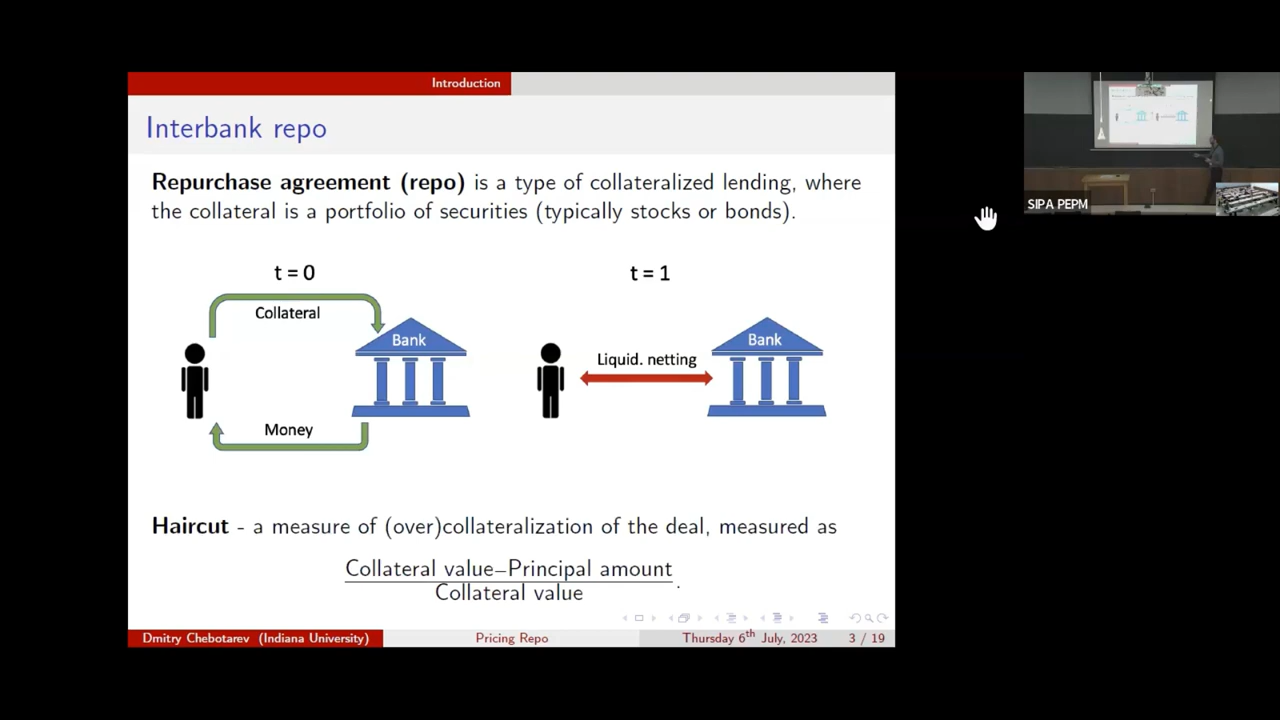 Introduction
Interbank repo
Repurchase agreement (repo) is a type of collateralized lending, where
the collateral is a portfolio of securities (typically stocks or bonds).
t = 0
t = 1
Collateral
Bank
Bank
Liquid. netting
Money
Haircut - a measure of (over)collateralization of the deal, measured as
Collateral value–Principal amount
Collateral value
.
Dmitry Chebotarev (Indiana University)
Pricing Repo
Thursday 6th July, 2023
3 / 19
SIPA PEPM